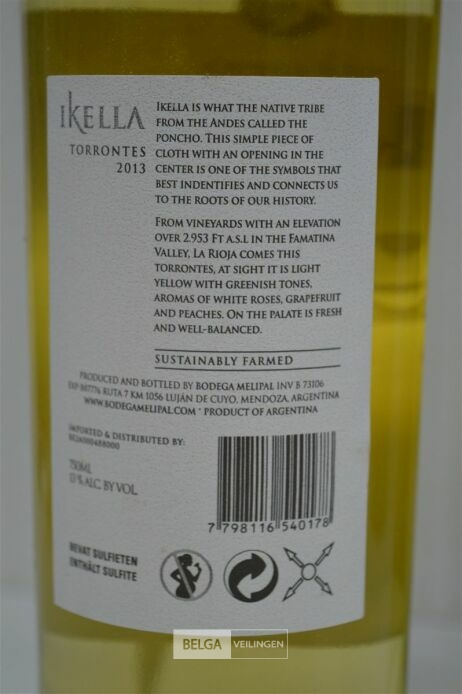 IKELLA
TORRONTES
2013
IKELLA IS WHAT THE NATIVE TRIBE
FROM THE ANDES CALLED THE
PONCHO. THIS SIMPLE PIECE OF
CLOTH WITH AN OPENING IN THE
CENTER IS ONE OF THE SYMBOLS THAT
BEST INDENTIFIES AND CONNECTS US
TO THE ROOTS OF OUR HISTORY.
FROM VINEYARDS WITH AN ELEVATION
OVER 2.953 FT A.S.L IN THE FAMATINA
VALLEY, LA RIOJA COMES THIS
TORRONTES, AT SIGHT IT IS LIGHT
YELLOW WITH GREENISH TONES,
AROMAS OF WHITE ROSES, GRAPEFRUIT
AND PEACHES. ON THE PALATE IS FRESH
AND WELL-BALANCED.
SUSTAINABLY FARMED
PRODUCED AND BOTTLED BY BODEGA MELIPAL INV B 73106
RUTA 7 KM 1056 LUJÁN DE CUYO, MENDOZA, ARGENTINA
WWW.BODEGAMELIPAL.COM * PRODUCT OF ARGENTINA
IMPORTED & DISTRIBUTED BY:
750ML
13 % ALC. BY VOL.
7 798116 540178
BEVAT SULFIETEN
ENTHÄLT SULFITE
BELGA VEILINGEN